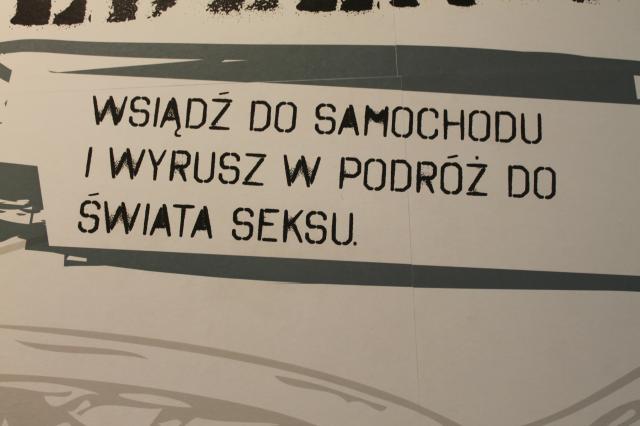 WSIĄDŹ DO SAMOCHODU
I WYRUSZ W PODRÓŻ DO
ŚWIATA SEKSU.